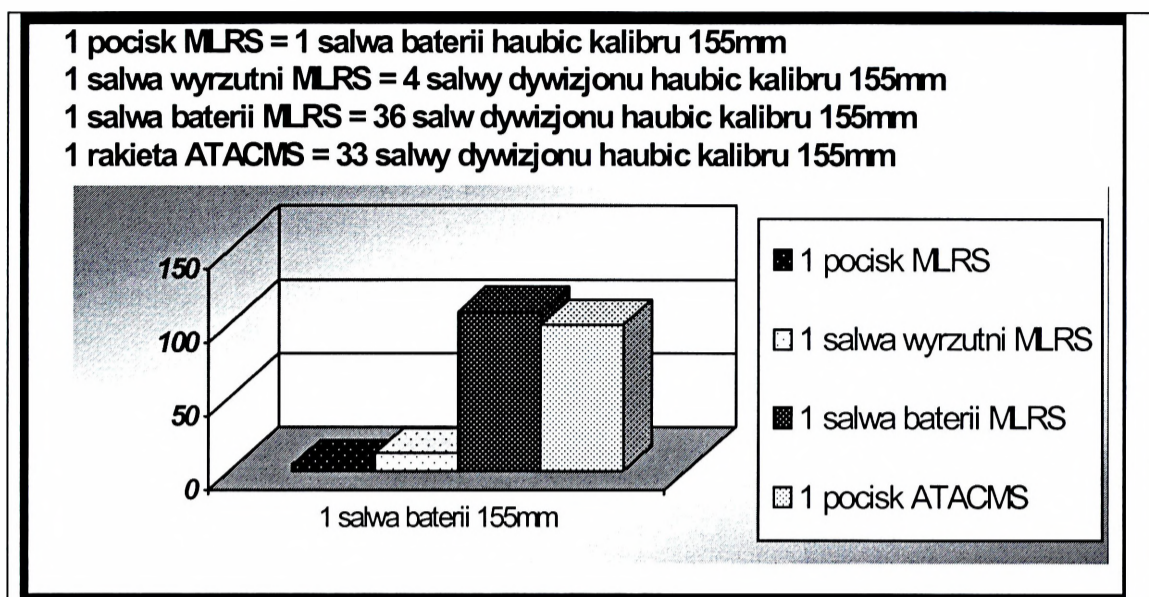 1 pocisk MLRS = 1 salwa baterii haubic kalibru 155mm
1 salwa wyrzutni MLRS = 4 salwy dywizjonu haubic kalibru 155mm
1 salwa baterii MLRS = 36 salw dywizjonu haubic kalibru 155mm
1 rakieta ATACMS = 33 salwy dywizjonu haubic kalibru 155mm
150
100
50
0
1 salwa baterii 155mm
1 pocisk MLRS
1 salwa wyrzutni MLRS
1 salwa baterii MLRS
1 pocisk ATACMS